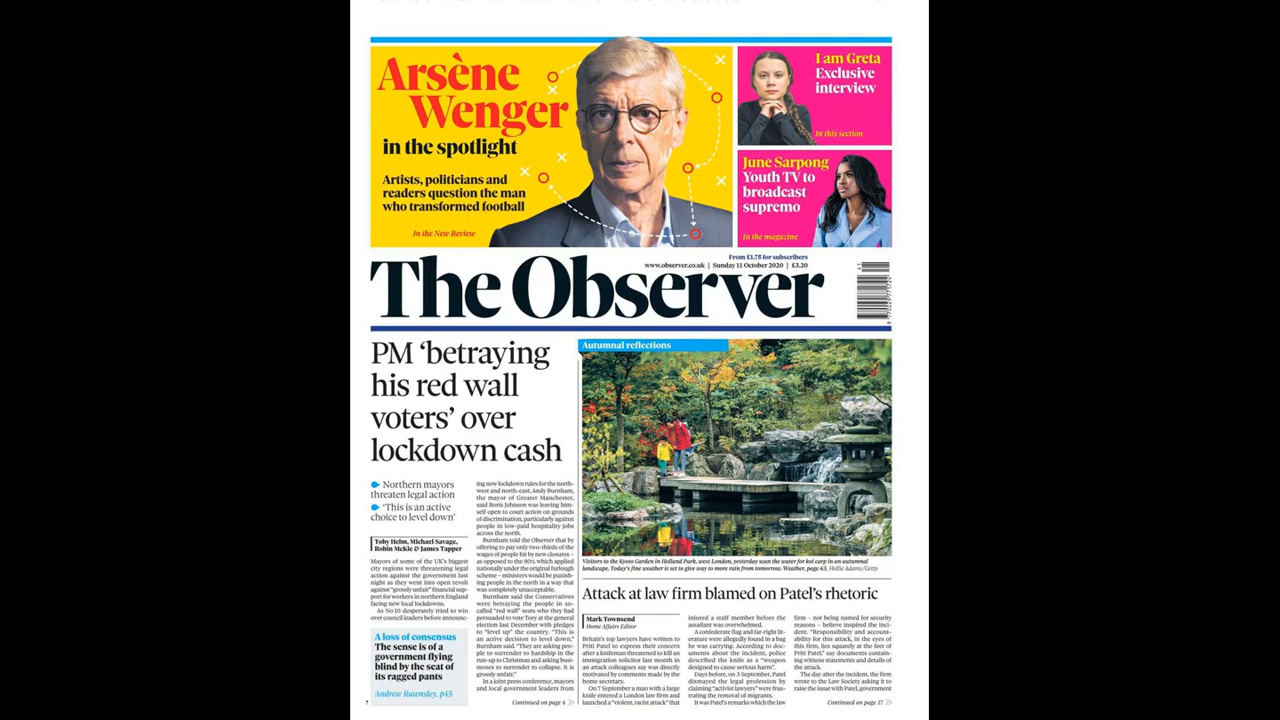 Arsène
Wenger
in the spotlight
Artists, politicians and
readers question the man
who transformed football
In the New Review
I am Greta
Exclusive
interview
In this section
June Sarpong
Youth TV to
broadcast
supremo
In the magazine
From £1.75 for subscribers
www.observer.co.uk | Sunday 11 October 2020 | £3.20
The Observer
PM ‘betraying
his red wall
voters’ over
lockdown cash
Northern mayors
threaten legal action
‘This is an active
choice to level down’
Toby Helm, Michael Savage,
Robin McKie & James Tapper
Mayors of some of the UK’s biggest
city regions were threatening legal
action against the government last
night as they went into open revolt
against “grossly unfair” financial sup-
port for workers in northern England
facing new local lockdowns.
As No10 desperately tried to win
over council leaders before announc-
A loss of consensus
The sense is of a
government flying
blind by the seat of
its ragged pants
Andrew Rawnsley, p45
ing new lockdown rules for the north-
west and north-east, Andy Burnham,
the mayor of Greater Manchester,
said Boris Johnson was leaving him-
self open to court action on grounds
of discrimination, particularly against
people in low-paid hospitality jobs
across the north.
Burnham told the Observer that by
offering to pay only two-thirds of the
wages of people hit by new closures –
as opposed to the 80% which applied
nationally under the original furlough
scheme – ministers would be punish-
ing people in the north in a way that
was completely unacceptable.
Burnham said the Conservatives
were betraying the people in so-
called “red wall” seats who they had
persuaded to vote Tory at the general
election last December with pledges
to “level up” the country. “This is
an active decision to level down,”
Burnham said. “They are asking peo-
ple to surrender to hardship in the
run-up to Christmas and asking busi-
nesses to surrender to collapse. It is
grossly unfair.”
In a joint press conference, mayors
and local government leaders from
Continued on page 4
Autumnal reflections
Visitors to the Kyoto Garden in Holland Park, west London, yesterday scan the water for koi carp in an autumnal
landscape. Today’s fine weather is set to give way to more rain from tomorrow. Weather, page 63. Hollie Adams/Getty
Attack at law firm blamed on Patel’s rhetoric
Mark Townsend
Home Affairs Editor
Britain’s top lawyers have written to
Priti Patel to express their concern
after a knifeman threatened to kill an
immigration solicitor last month in
an attack colleagues say was directly
motivated by comments made by the
home secretary.
On 7 September a man with a large
knife entered a London law firm and
launched a “violent, racist attack” that
injured a staff member before the
assailant was overwhelmed.
A confederate flag and far-right lit-
erature were allegedly found in a bag
he was carrying. According to doc-
uments about the incident, police
described the knife as a “weapon
designed to cause serious harm”.
Days before, on 3 September, Patel
dismayed the legal profession by
claiming “activist lawyers” were frus-
trating the removal of migrants.
It was Patel’s remarks which the law
firm – not being named for security
reasons – believe inspired the inci-
dent. “Responsibility and account-
ability for this attack, in the eyes of
this firm, lies squarely at the feet of
Priti Patel,” say documents contain-
ing witness statements and details of
the attack.
The day after the incident, the firm
wrote to the Law Society asking it to
raise the issue with Patel, government
Continued on page 17